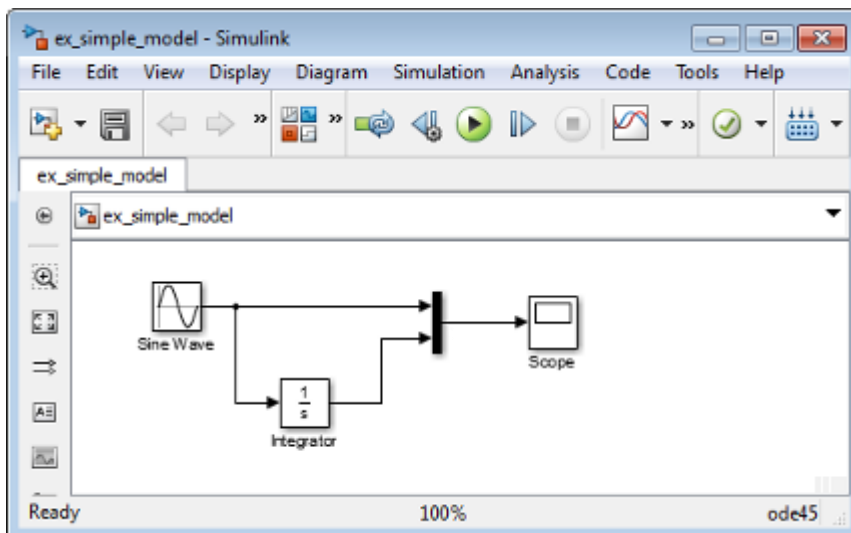 ex_simple_model - Simulink
File Edit View Display Diagram Simulation Analysis Code Tools Help
ex_simple_model
ex_simple_model
Sine Wave
Scope
1
s
Integrator
Ready 100% ode45